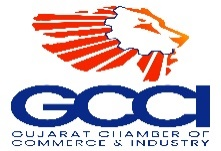 GCCI
GUJARAT CHAMBER OF
COMMERCE & INDUSTRY